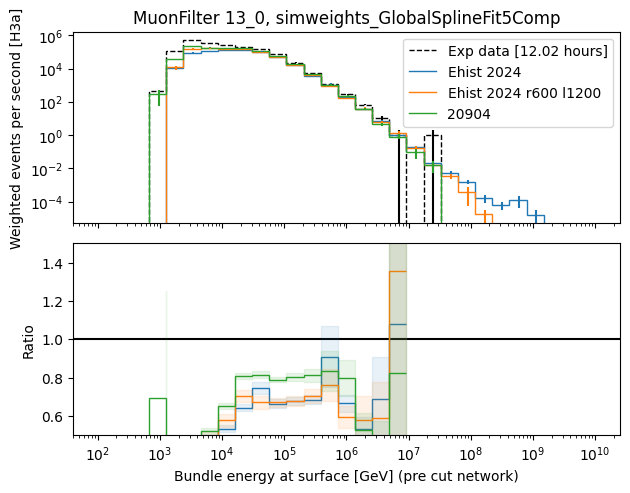 MuonFilter 13_0, simweights_GlobalSplineFit5Comp
Weighted events per second [H3a]
10^6
10^4
10^2
10^0
10^-2
10^-4
Exp data [12.02 hours]
Ehist 2024
Ehist 2024 r600 l1200
20904
Ratio
1.4
1.2
1.0
0.8
0.6
10^2 10^3 10^4 10^5 10^6 10^7 10^8 10^9 10^10
Bundle energy at surface [GeV] (pre cut network)